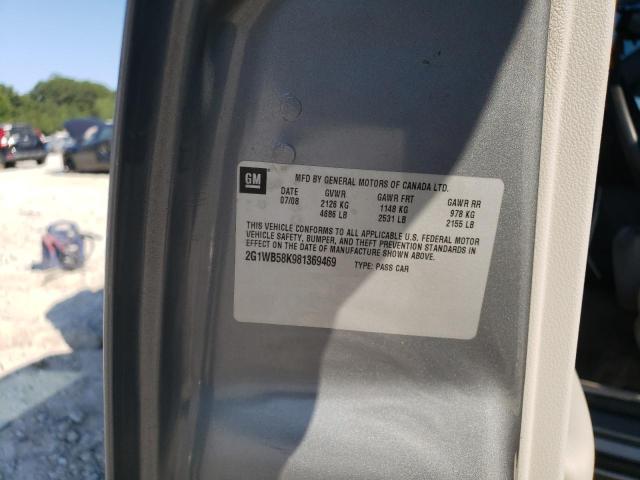 GM MFD BY GENERAL MOTORS OF CANADA LTD.
DATE GVWR GAWR FRT GAWR RR
07/08 2126 KG 1148 KG 978 KG
4686 LB 2531 LB 2155 LB
THIS VEHICLE CONFORMS TO ALL APPLICABLE U.S. FEDERAL MOTOR
VEHICLE SAFETY, BUMPER, AND THEFT PREVENTION STANDARDS IN
EFFECT ON THE DATE OF MANUFACTURE SHOWN ABOVE.
2G1WB58K981369469 TYPE: PASS CAR